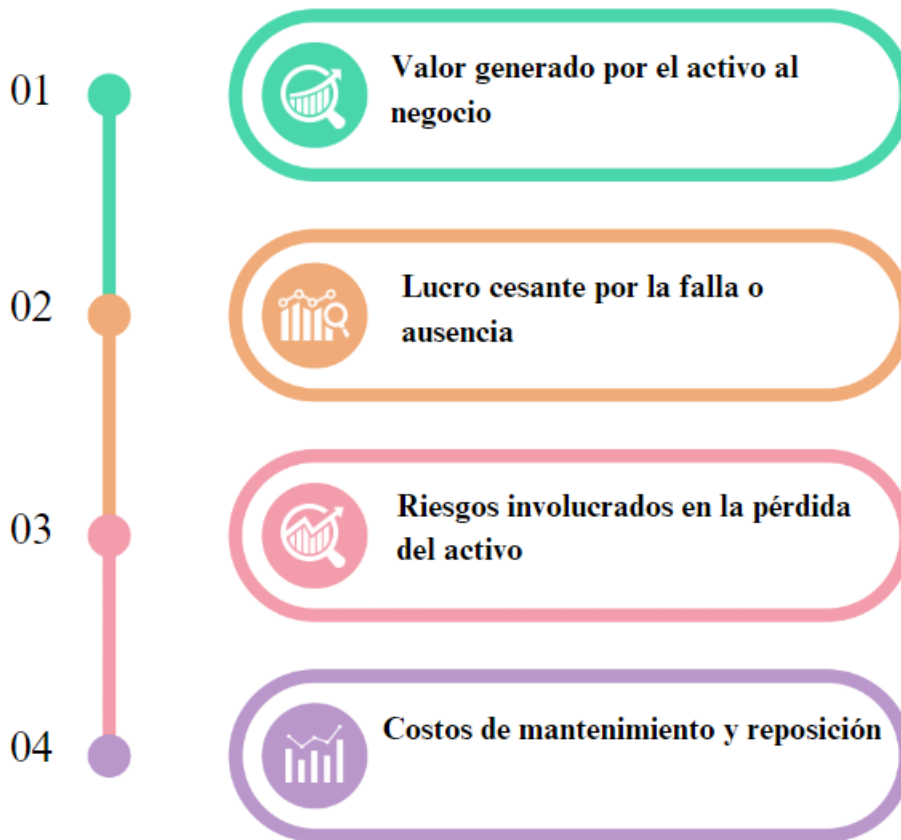 01
Valor generado por el activo al
negocio
02
Lucro cesante por la falla o
ausencia
03
Riesgos involucrados en la pérdida
del activo
04
Costos de mantenimiento y reposición